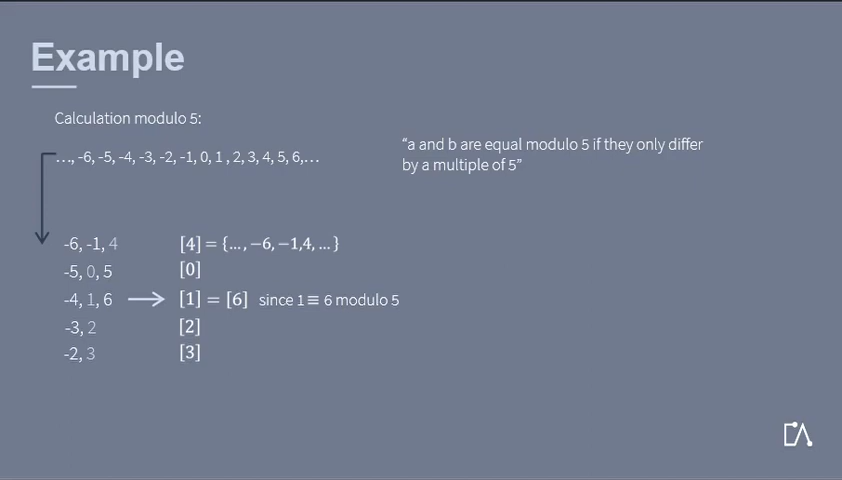 Example
Calculation modulo 5:
..., -6, -5, -4, -3, -2, -1, 0, 1 , 2, 3, 4, 5, 6,...
“a and b are equal modulo 5 if they only differ
by a multiple of 5”
-6, -1, 4 [4] = {... , −6, −1,4, ... }
-5, 0, 5 [0]
-4, 1, 6 [1] = [6] since 1 ≡ 6 modulo 5
-3, 2 [2]
-2, 3 [3]